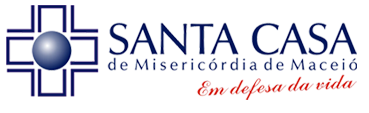 SANTA CASA
de Misericórdia de Maceió
Em defesa da vida